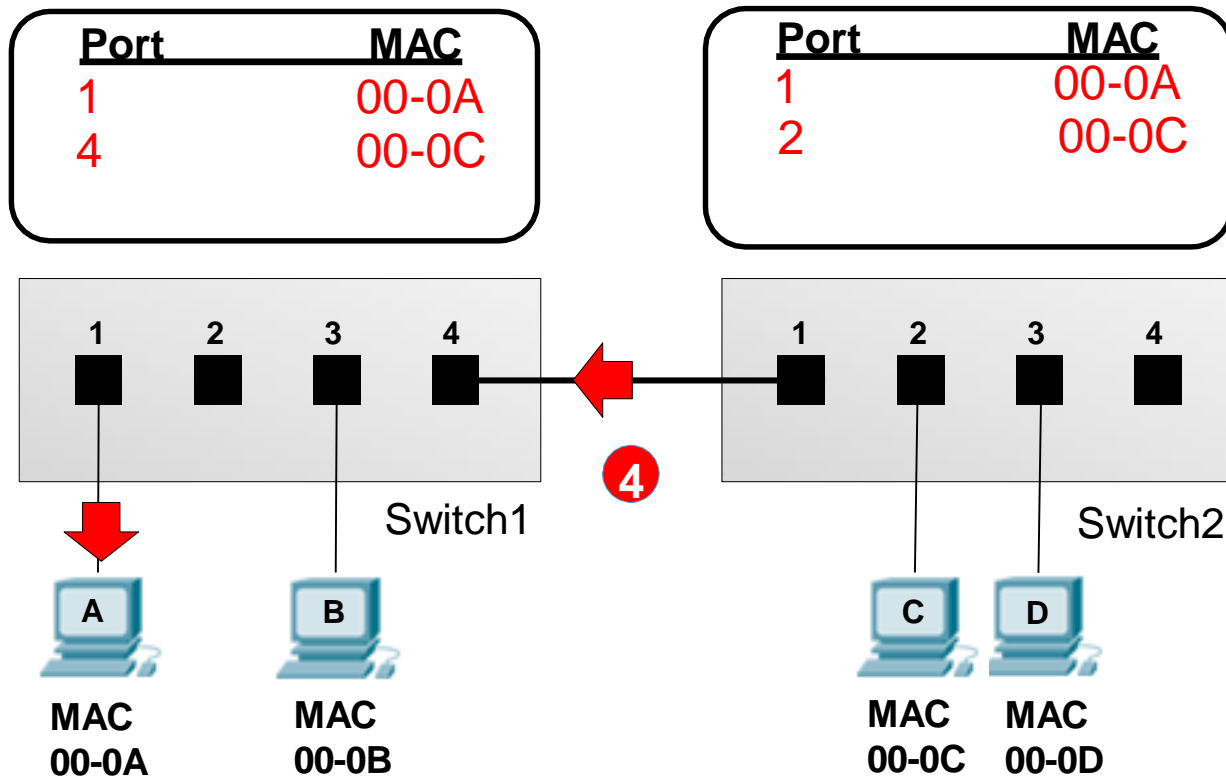 Port MAC
1 00-0A
4 00-0C
Port MAC
1 00-0A
2 00-0C
1 2 3 4
1 2 3 4
4
Switch1
Switch2
A
B
C
D
MAC
00-0A
MAC
00-0B
MAC
00-0C
MAC
00-0D